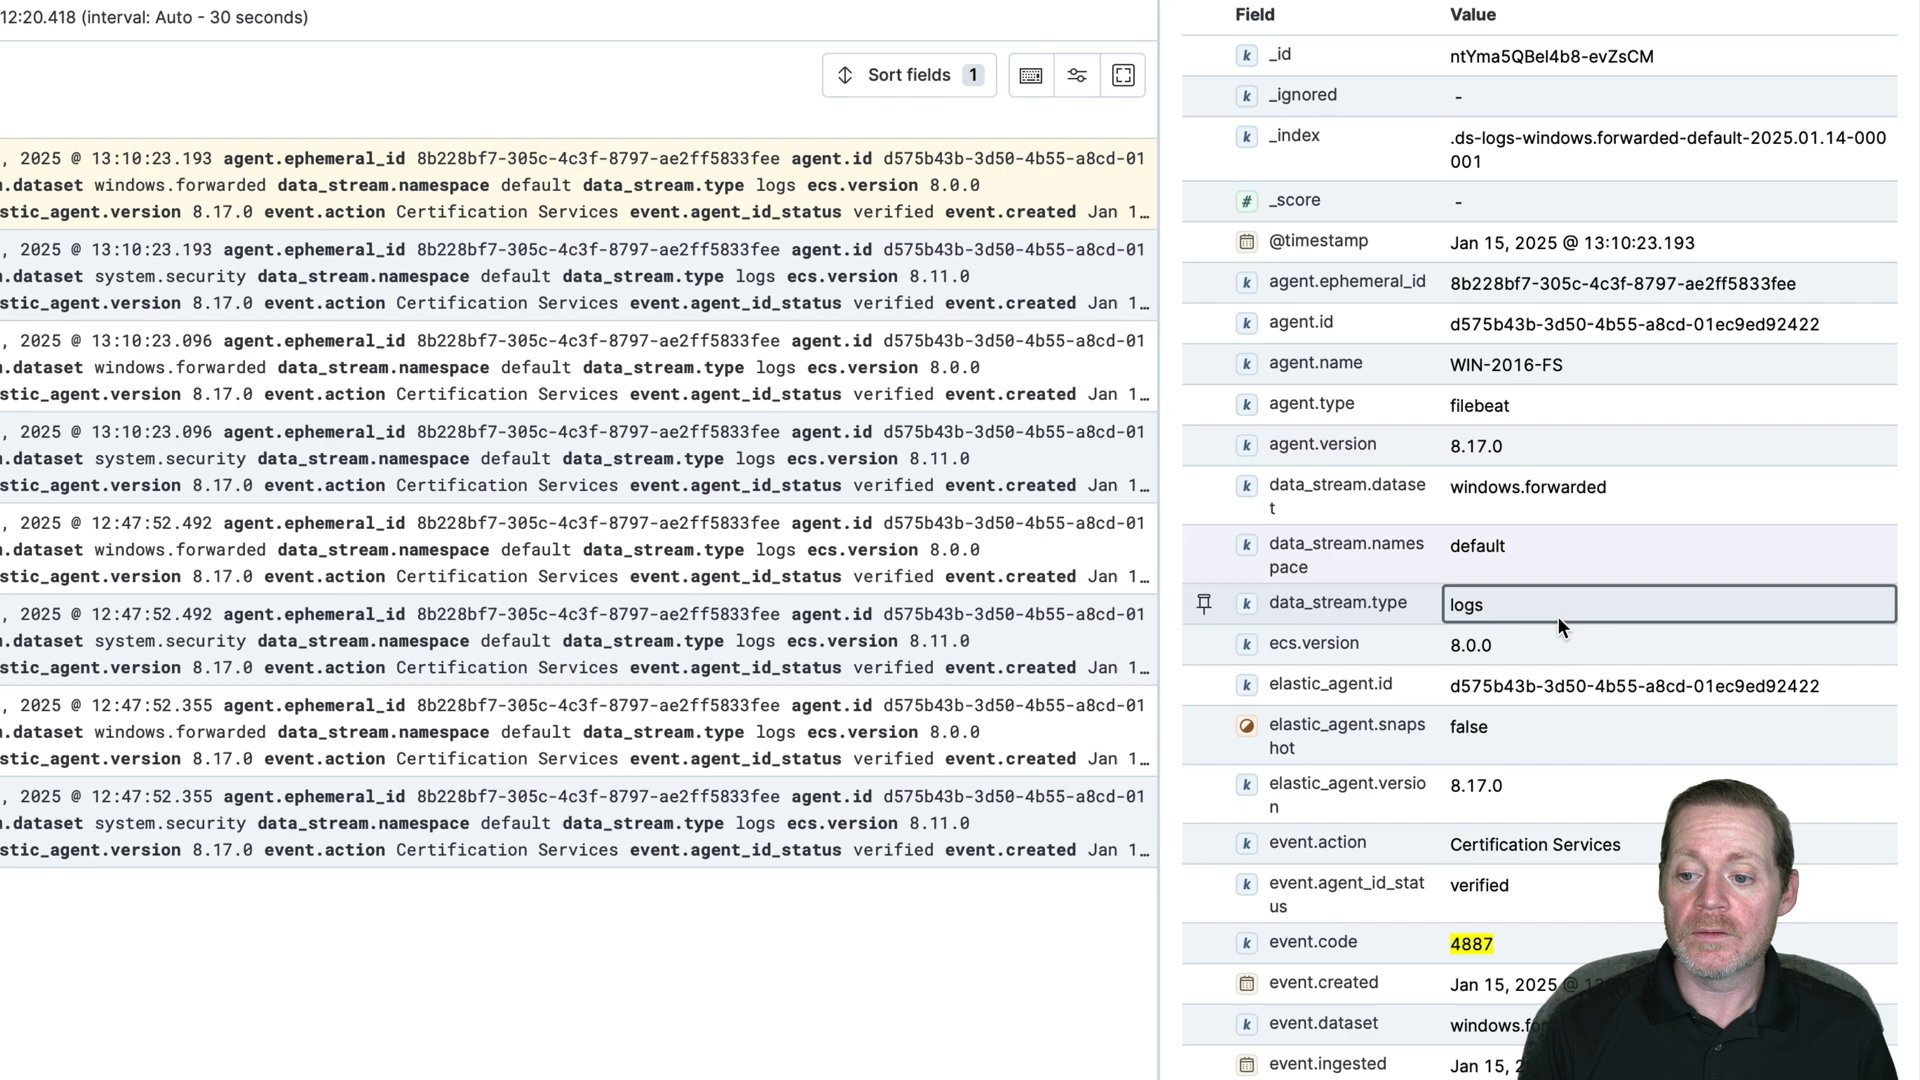 12:20.418 (interval: Auto - 30 seconds)
Sort fields 1
, 2025 @ 13:10:23.193 agent.ephemeral_id 8b228bf7-305c-4c3f-8797-ae2ff5833fee agent.id d575b43b-3d50-4b55-a8cd-01
.dataset windows.forwarded data_stream.namespace default data_stream.type logs ecs.version 8.0.0
stic_agent.version 8.17.0 event.action Certification Services event.agent_id_status verified event.created Jan 1…
, 2025 @ 13:10:23.193 agent.ephemeral_id 8b228bf7-305c-4c3f-8797-ae2ff5833fee agent.id d575b43b-3d50-4b55-a8cd-01
.dataset system.security data_stream.namespace default data_stream.type logs ecs.version 8.11.0
stic_agent.version 8.17.0 event.action Certification Services event.agent_id_status verified event.created Jan 1…
, 2025 @ 13:10:23.096 agent.ephemeral_id 8b228bf7-305c-4c3f-8797-ae2ff5833fee agent.id d575b43b-3d50-4b55-a8cd-01
.dataset windows.forwarded data_stream.namespace default data_stream.type logs ecs.version 8.0.0
stic_agent.version 8.17.0 event.action Certification Services event.agent_id_status verified event.created Jan 1…
, 2025 @ 13:10:23.096 agent.ephemeral_id 8b228bf7-305c-4c3f-8797-ae2ff5833fee agent.id d575b43b-3d50-4b55-a8cd-01
.dataset system.security data_stream.namespace default data_stream.type logs ecs.version 8.11.0
stic_agent.version 8.17.0 event.action Certification Services event.agent_id_status verified event.created Jan 1…
, 2025 @ 12:47:52.492 agent.ephemeral_id 8b228bf7-305c-4c3f-8797-ae2ff5833fee agent.id d575b43b-3d50-4b55-a8cd-01
.dataset windows.forwarded data_stream.namespace default data_stream.type logs ecs.version 8.0.0
stic_agent.version 8.17.0 event.action Certification Services event.agent_id_status verified event.created Jan 1…
, 2025 @ 12:47:52.492 agent.ephemeral_id 8b228bf7-305c-4c3f-8797-ae2ff5833fee agent.id d575b43b-3d50-4b55-a8cd-01
.dataset system.security data_stream.namespace default data_stream.type logs ecs.version 8.11.0
stic_agent.version 8.17.0 event.action Certification Services event.agent_id_status verified event.created Jan 1…
, 2025 @ 12:47:52.355 agent.ephemeral_id 8b228bf7-305c-4c3f-8797-ae2ff5833fee agent.id d575b43b-3d50-4b55-a8cd-01
.dataset windows.forwarded data_stream.namespace default data_stream.type logs ecs.version 8.0.0
stic_agent.version 8.17.0 event.action Certification Services event.agent_id_status verified event.created Jan 1…
, 2025 @ 12:47:52.355 agent.ephemeral_id 8b228bf7-305c-4c3f-8797-ae2ff5833fee agent.id d575b43b-3d50-4b55-a8cd-01
.dataset system.security data_stream.namespace default data_stream.type logs ecs.version 8.11.0
stic_agent.version 8.17.0 event.action Certification Services event.agent_id_status verified event.created Jan 1…
Field Value
k _id ntYma5QBel4b8-evZsCM
k _ignored -
k _index .ds-logs-windows.forwarded-default-2025.01.14-000
001
# _score -
@timestamp Jan 15, 2025 @ 13:10:23.193
k agent.ephemeral_id 8b228bf7-305c-4c3f-8797-ae2ff5833fee
k agent.id d575b43b-3d50-4b55-a8cd-01ec9ed92422
k agent.name WIN-2016-FS
k agent.type filebeat
k agent.version 8.17.0
k data_stream.datase windows.forwarded
t
k data_stream.names default
pace
k data_stream.type logs
k ecs.version 8.0.0
k elastic_agent.id d575b43b-3d50-4b55-a8cd-01ec9ed92422
elastic_agent.snaps false
hot
k elastic_agent.versio 8.17.0
n
k event.action Certification Services
k event.agent_id_stat verified
us
k event.code 4887
event.created Jan 15, 2025 @
k event.dataset windows.fo
event.ingested Jan 15, 2